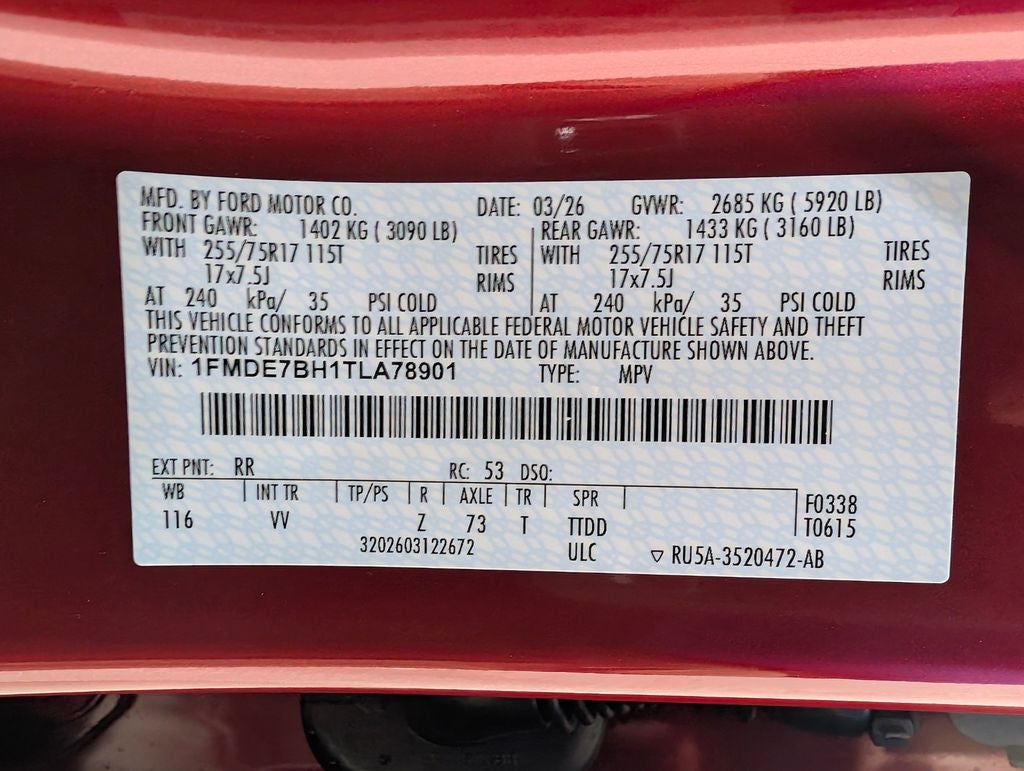 MFD. BY FORD MOTOR CO. DATE: 03/26 GVWR: 2685 KG ( 5920 LB)
FRONT GAWR: 1402 KG ( 3090 LB) REAR GAWR: 1433 KG ( 3160 LB)
WITH 255/75R17 115T TIRES WITH 255/75R17 115T TIRES
17x7.5J RIMS 17x7.5J RIMS
AT 240 kPa/ 35 PSI COLD AT 240 kPa/ 35 PSI COLD
THIS VEHICLE CONFORMS TO ALL APPLICABLE FEDERAL MOTOR VEHICLE SAFETY AND THEFT
PREVENTION STANDARDS IN EFFECT ON THE DATE OF MANUFACTURE SHOWN ABOVE.
VIN: 1FMDE7BH1TLA78901 TYPE: MPV
EXT PNT: RR RC: 53 DSO:
WB INT TR TP/PS R AXLE TR SPR F0338
116 VV Z 73 T TTDD T0615
3202603122672 ULC ▽ RU5A-3520472-AB